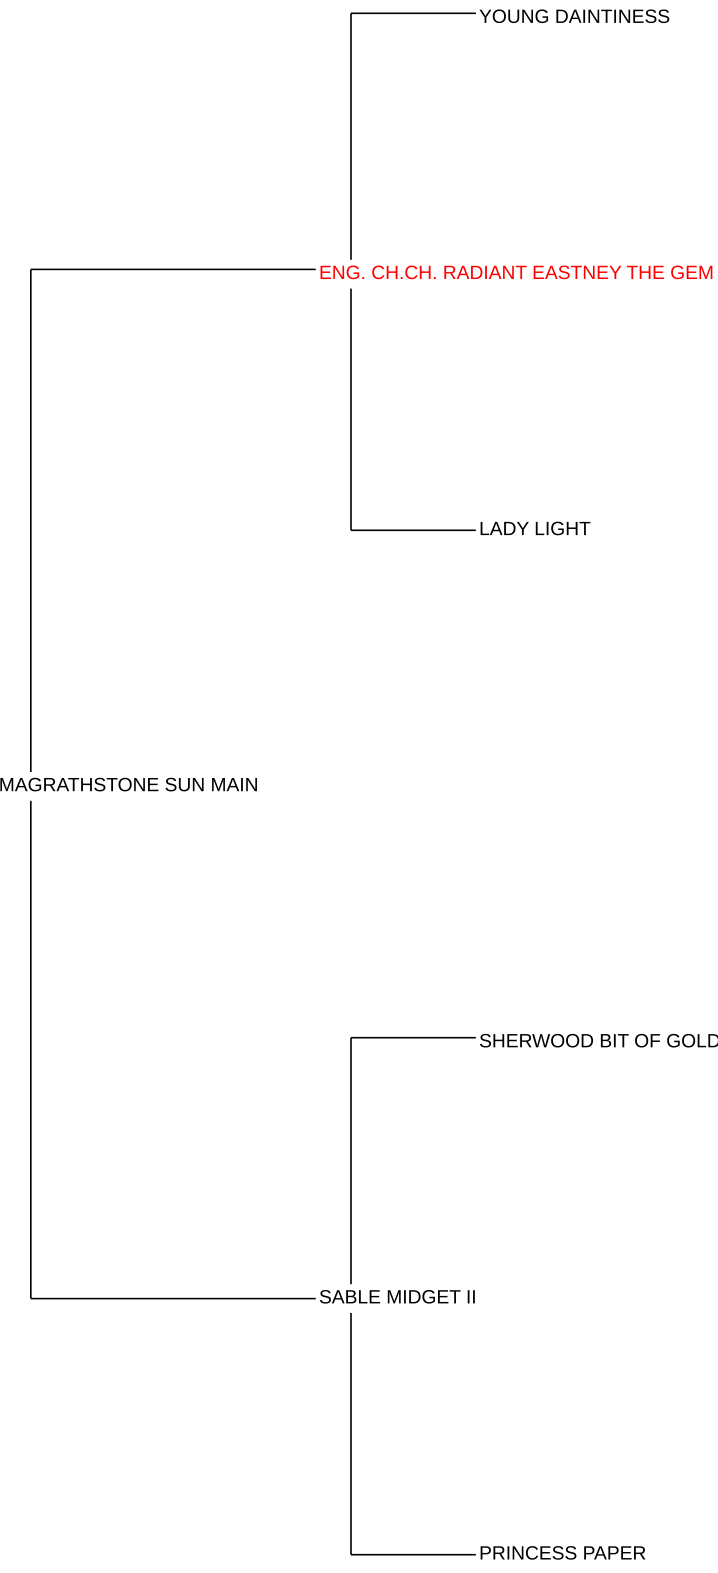 YOUNG DAINTINESS
ENG. CH.CH. RADIANT EASTNEY THE GEM
LADY LIGHT
MAGRATHSTONE SUN MAIN
SHERWOOD BIT OF GOLD
SABLE MIDGET II
PRINCESS PAPER